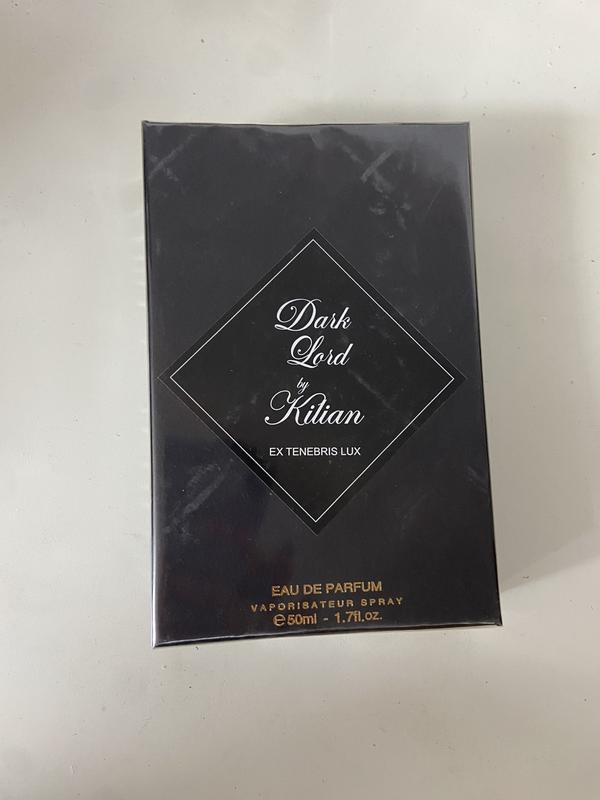 Dark
Lord
by
Kilian
EX TENEBRIS LUX
EAU DE PARFUM
VAPORISATEUR SPRAY
℮50ml - 1.7fl.oz.